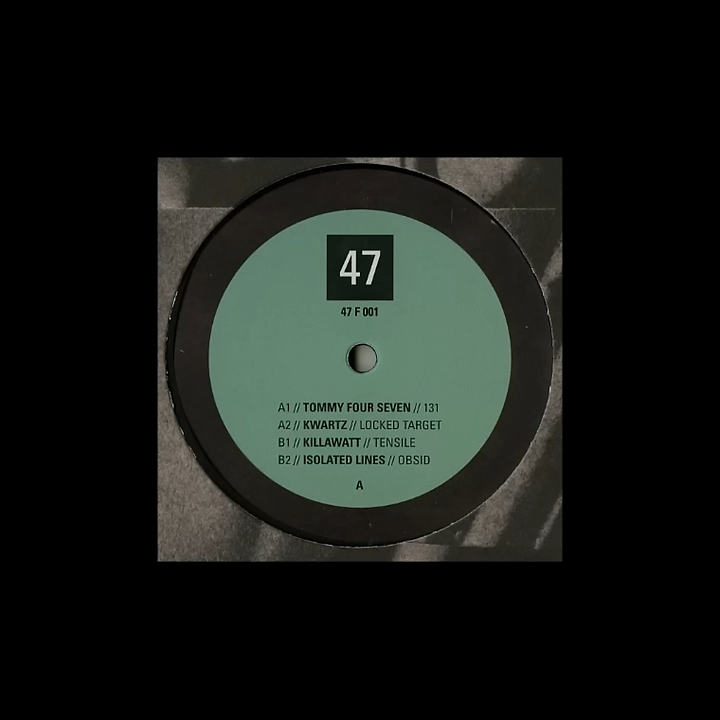 47
47 F 001
A1 // TOMMY FOUR SEVEN // 131
A2 // KWARTZ // LOCKED TARGET
B1 // KILLAWATT // TENSILE
B2 // ISOLATED LINES // OBSID
A